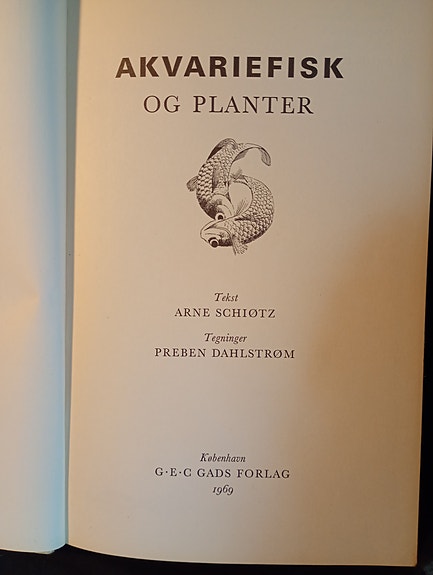 AKVARIEFISK
OG PLANTER
Tekst
ARNE SCHIØTZ
Tegninger
PREBEN DAHLSTRØM
København
G·E·C GADS FORLAG
1969